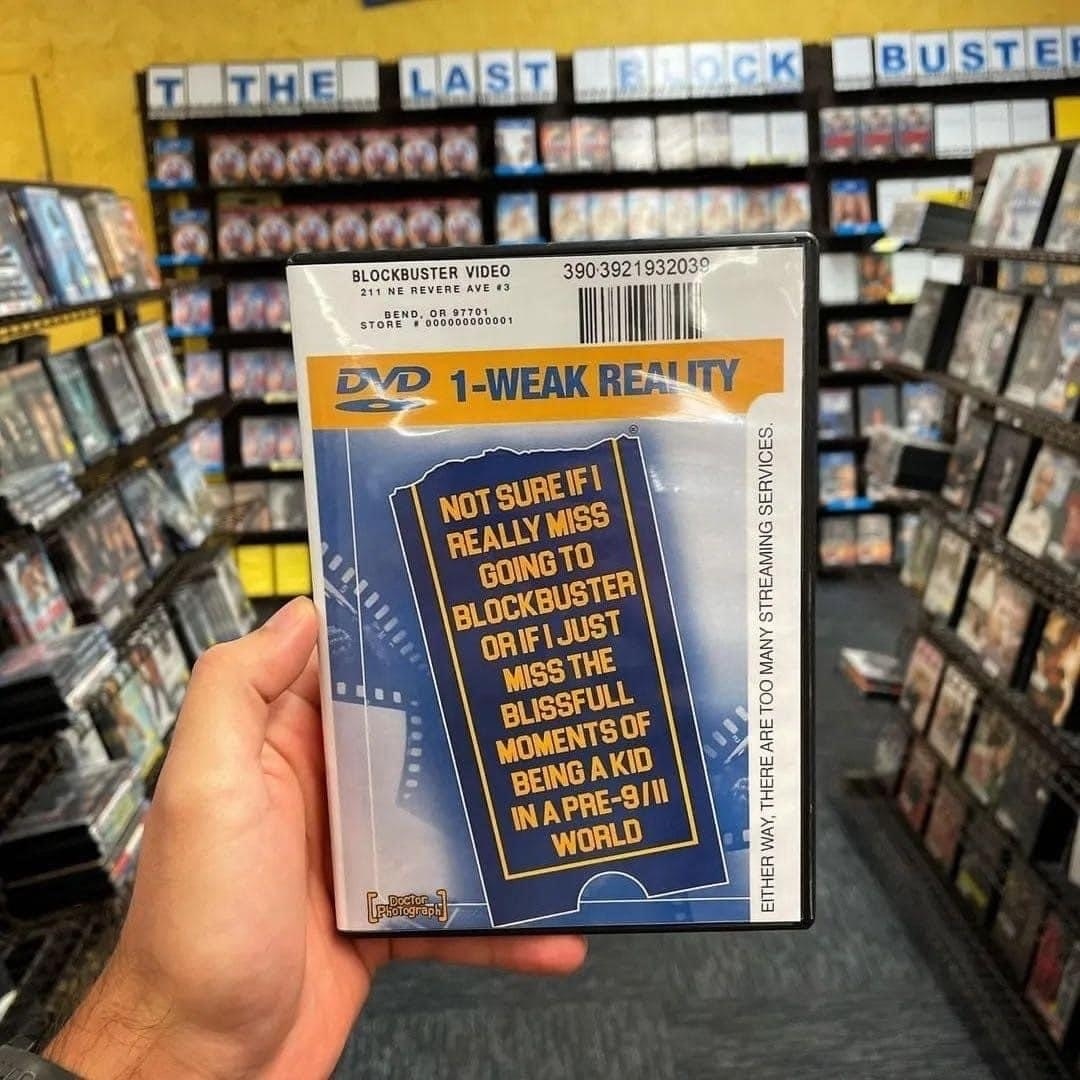 T THE LAST BLOCK BUSTE
BLOCKBUSTER VIDEO
211 NE REVERE AVE #3
BEND, OR 97701
STORE # 000000000001
390-3921932039
DVD 1-WEAK REALITY
NOT SURE IF I
REALLY MISS
GOING TO
BLOCKBUSTER
OR IF I JUST
MISS THE
BLISSFULL
MOMENTS OF
BEING A KID
IN A PRE-9/11
WORLD
EITHER WAY, THERE ARE TOO MANY STREAMING SERVICES.
DOCTOR
PHOTOGRAPH